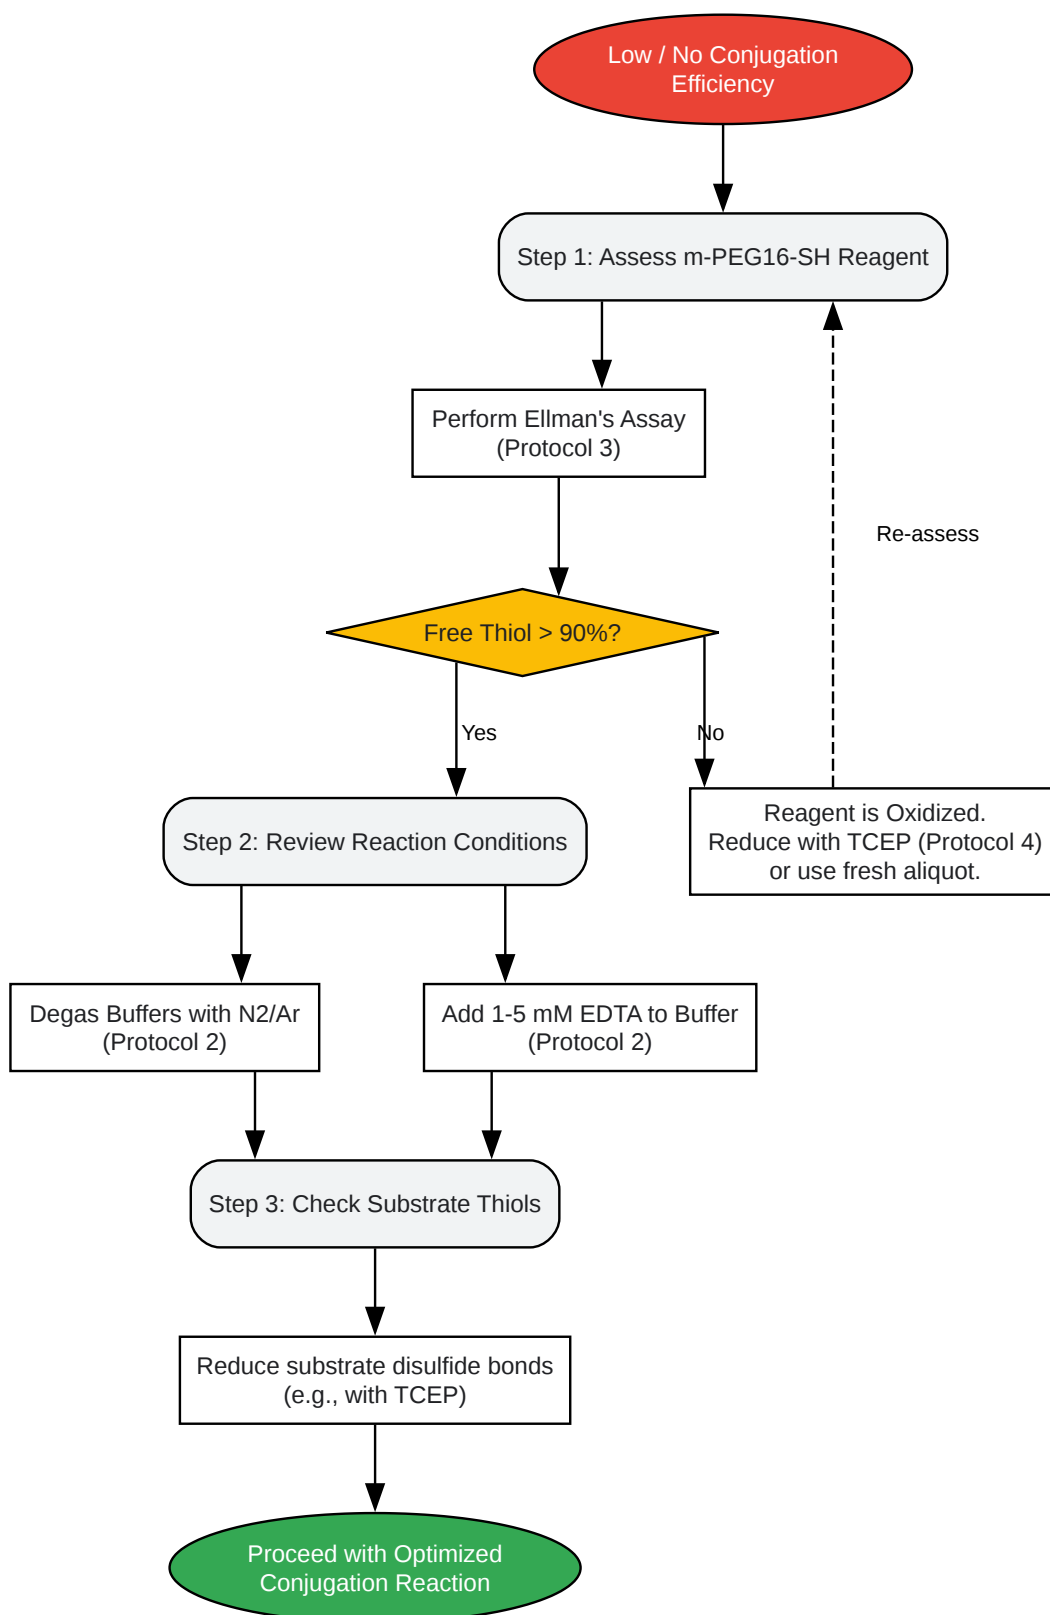 Low / No Conjugation
Efficiency
Step 1: Assess m-PEG16-SH Reagent
Perform Ellman's Assay
(Protocol 3)
Re-assess
Free Thiol > 90%?
Yes
No
Reagent is Oxidized.
Reduce with TCEP (Protocol 4)
or use fresh aliquot.
Step 2: Review Reaction Conditions
Degas Buffers with N2/Ar
(Protocol 2)
Add 1-5 mM EDTA to Buffer
(Protocol 2)
Step 3: Check Substrate Thiols
Reduce substrate disulfide bonds
(e.g., with TCEP)
Proceed with Optimized
Conjugation Reaction